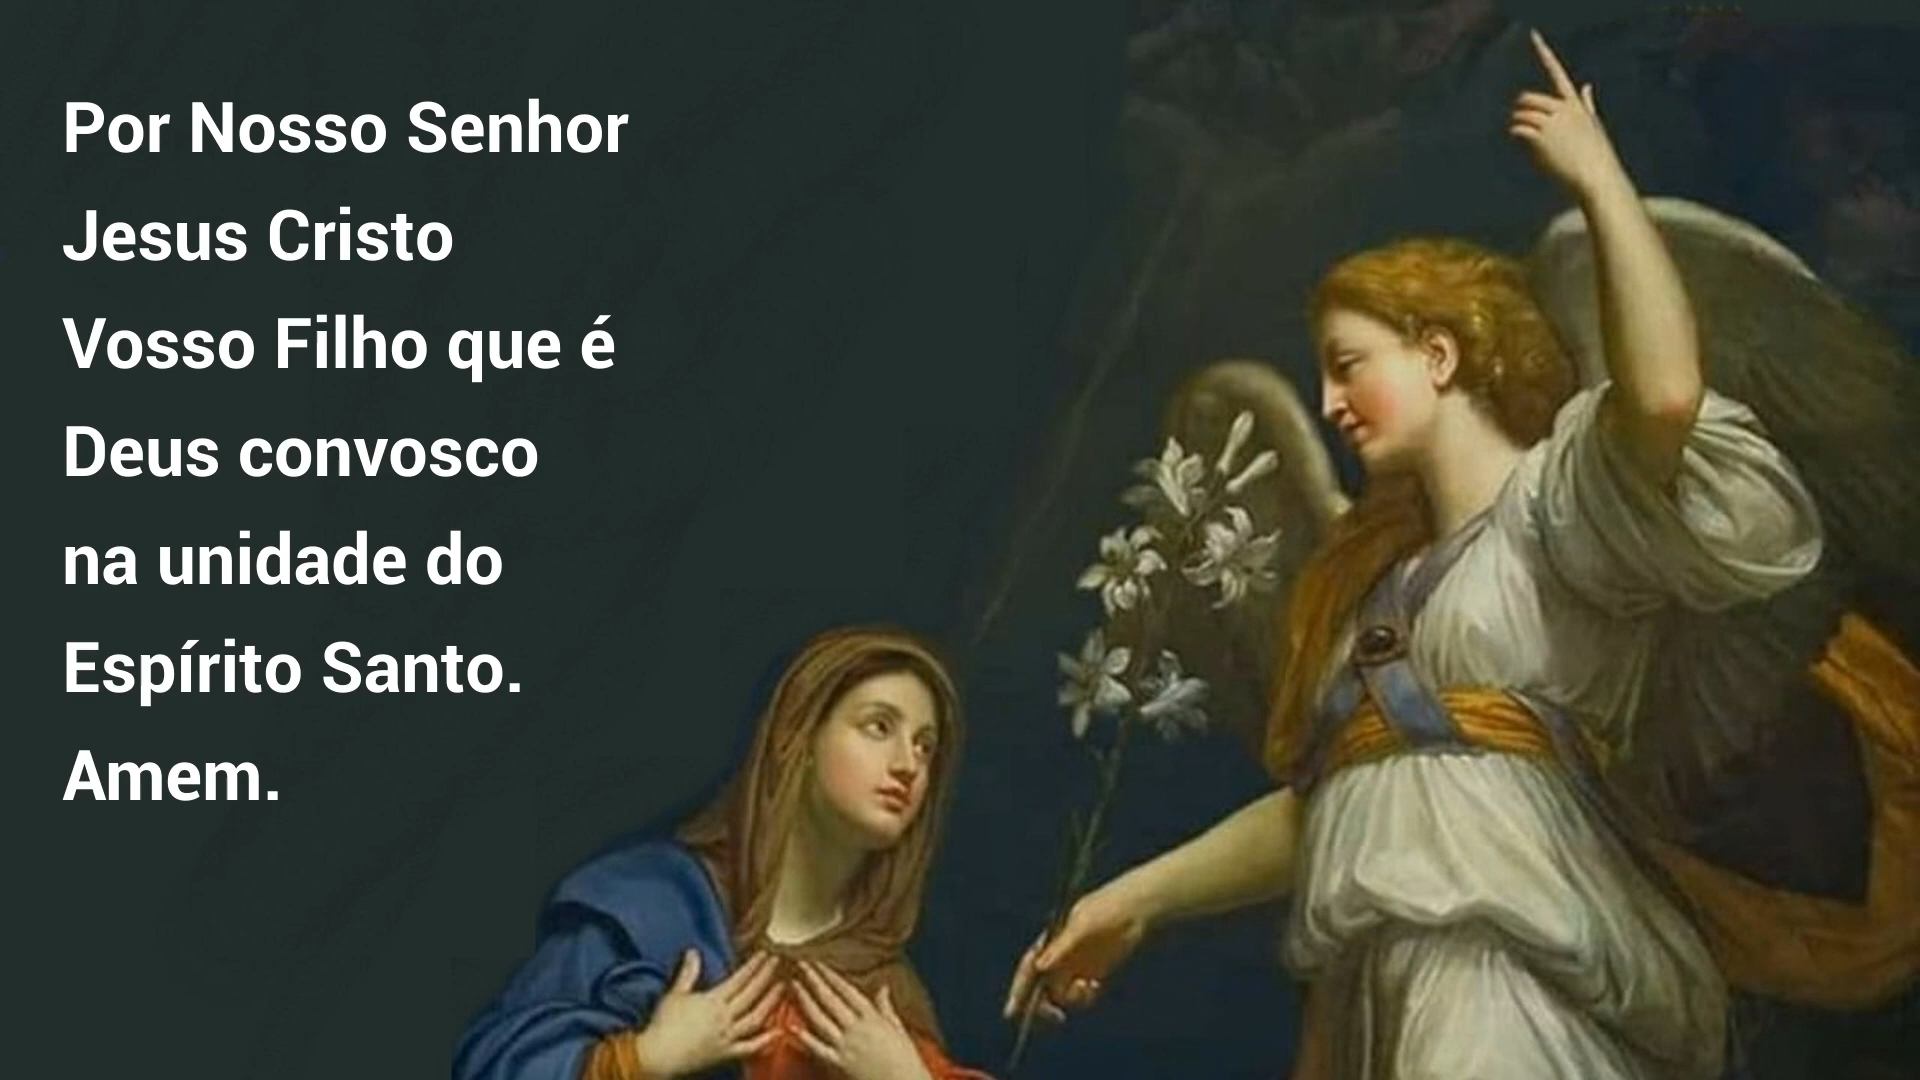 Por Nosso Senhor
Jesus Cristo
Vosso Filho que é
Deus convosco
na unidade do
Espírito Santo.
Amem.